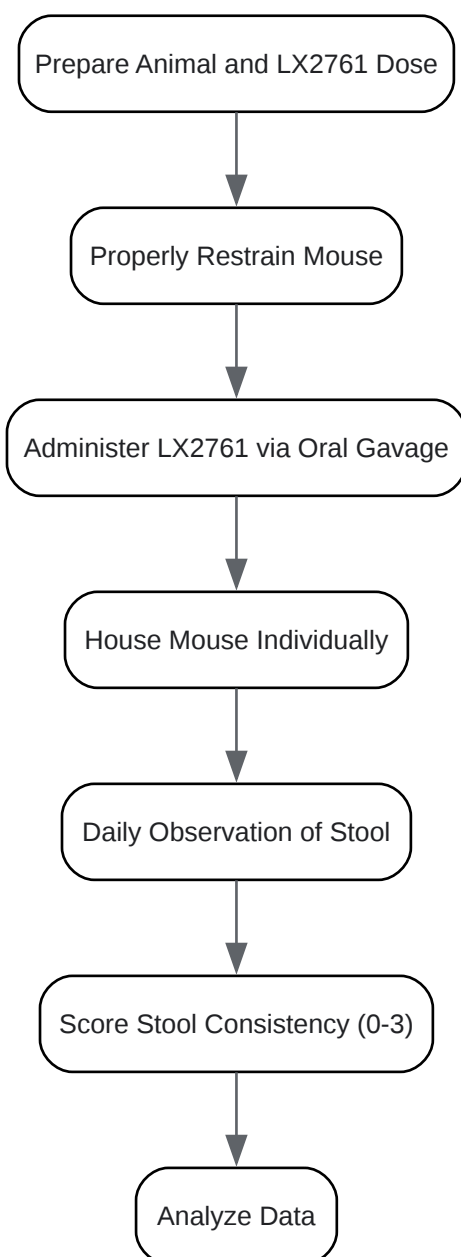 Prepare Animal and LX2761 Dose
Properly Restrain Mouse
Administer LX2761 via Oral Gavage
House Mouse Individually
Daily Observation of Stool
Score Stool Consistency (0-3)
Analyze Data